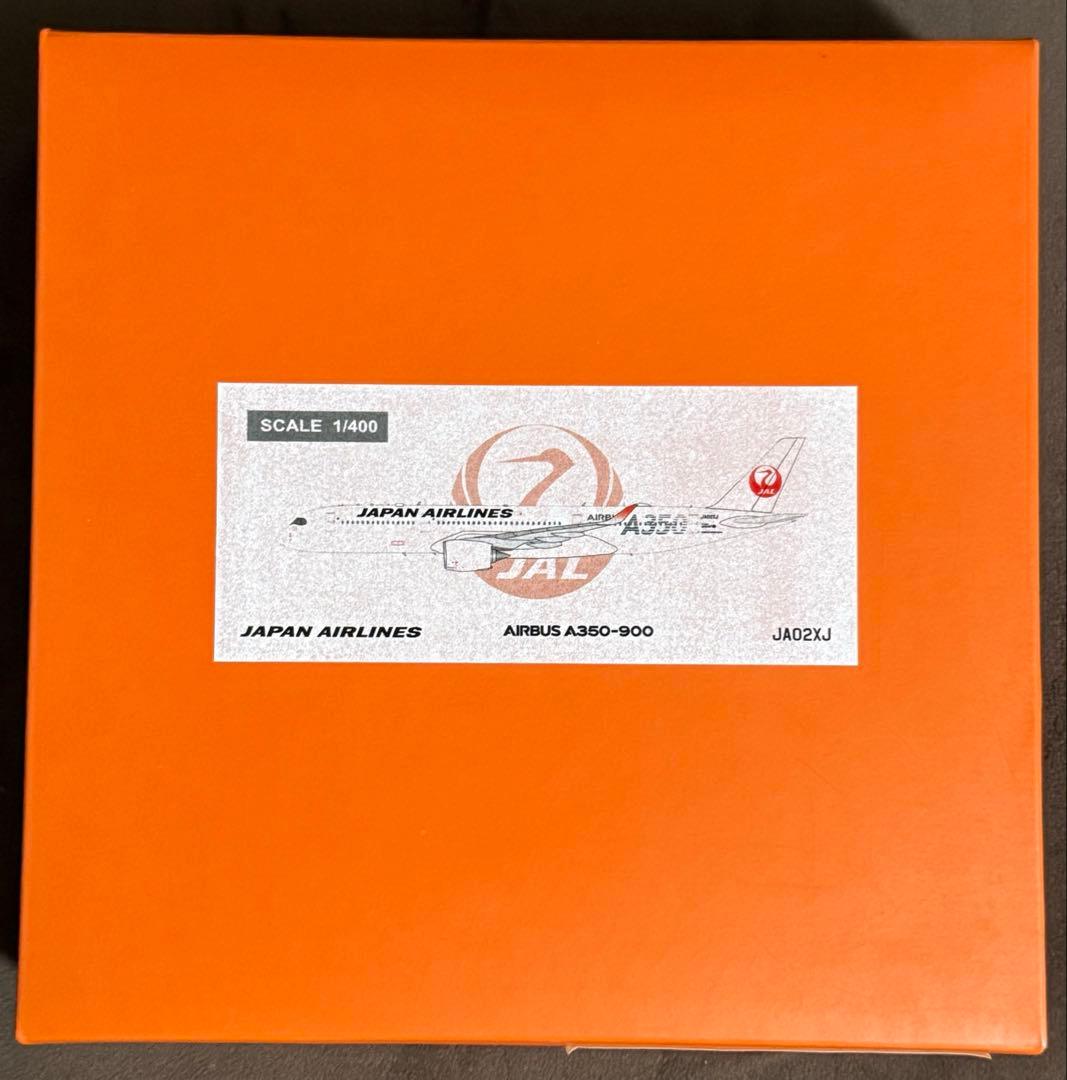 SCALE 1/400
JAL
JAPAN AIRLINES
A350
JAL
JAPAN AIRLINES
AIRBUS A350-900
JA02XJ